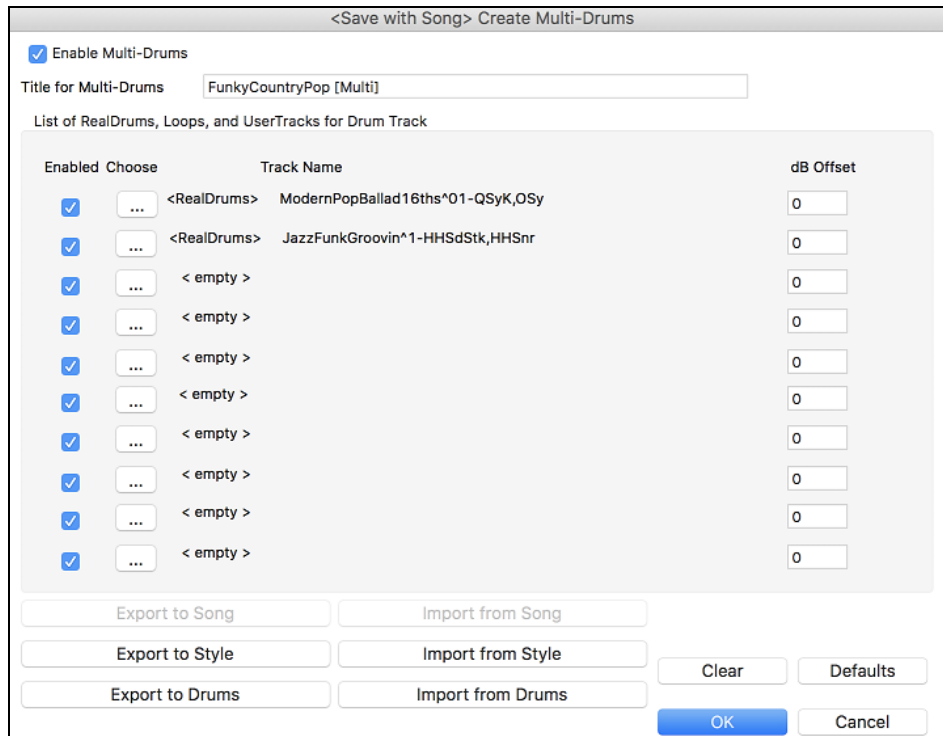 <Save with Song> Create Multi-Drums
Enable Multi-Drums
Title for Multi-Drums FunkyCountryPop [Multi]
List of RealDrums, Loops, and UserTracks for Drum Track
Enabled Choose Track Name dB Offset
... <RealDrums> ModernPopBallad16ths^01-QSyK,OSy 0
... <RealDrums> JazzFunkGroovin^1-HHSdStk,HHSnr 0
... < empty > 0
... < empty > 0
... < empty > 0
... < empty > 0
... < empty > 0
... < empty > 0
... < empty > 0
... < empty > 0
Export to Song Import from Song
Export to Style Import from Style Clear Defaults
Export to Drums Import from Drums
OK Cancel